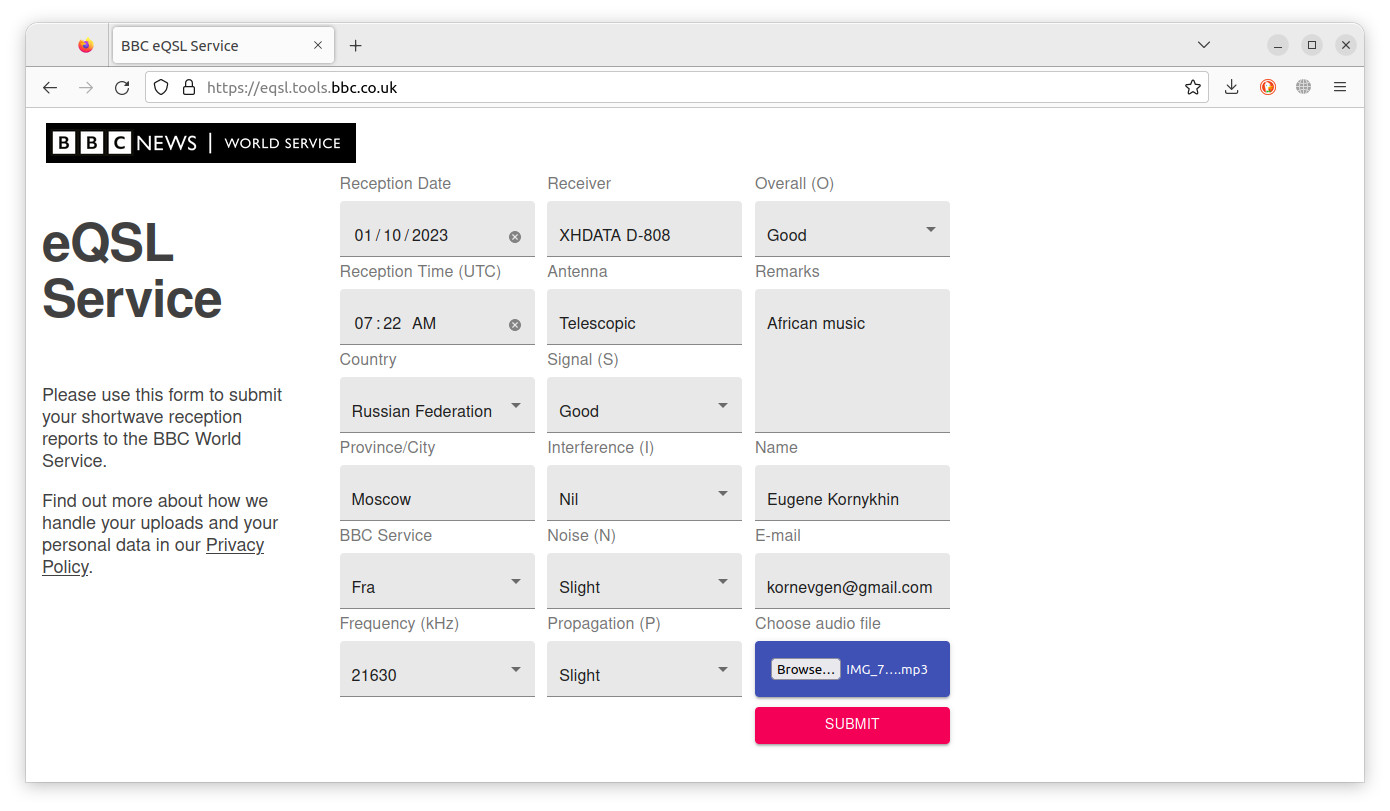 BBC eQSL Service
https://eqsl.tools.bbc.co.uk
BBC NEWS | WORLD SERVICE
eQSL
Service
Please use this form to submit
your shortwave reception
reports to the BBC World
Service.
Find out more about how we
handle your uploads and your
personal data in our Privacy
Policy.
Reception Date
01/10/2023
Reception Time (UTC)
07:22 AM
Country
Russian Federation
Province/City
Moscow
BBC Service
Fra
Frequency (kHz)
21630
Receiver
XHDATA D-808
Antenna
Telescopic
Signal (S)
Good
Interference (I)
Nil
Noise (N)
Slight
Propagation (P)
Slight
Overall (O)
Good
Remarks
African music
Name
Eugene Kornykhin
E-mail
kornevgen@gmail.com
Choose audio file
Browse... IMG_7....mp3
SUBMIT